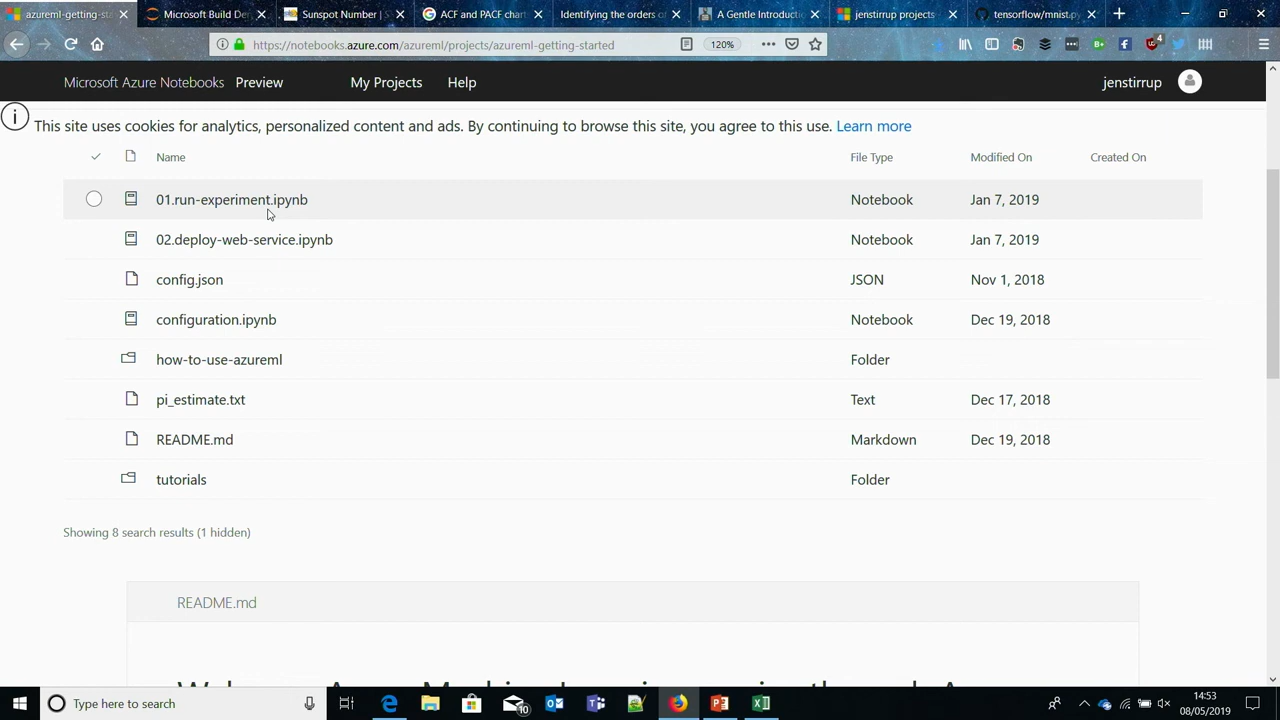 azureml-getting-sta
Microsoft Build Der
Sunspot Number | S
ACF and PACF char
Identifying the orders o
A Gentle Introducti
jenstirrup projects
tensorflow/mnist.py
https://notebooks.azure.com/azureml/projects/azureml-getting-started
120%
4
Microsoft Azure Notebooks Preview My Projects Help jenstirrup
This site uses cookies for analytics, personalized content and ads. By continuing to browse this site, you agree to this use. Learn more
Name File Type Modified On Created On
01.run-experiment.ipynb Notebook Jan 7, 2019
02.deploy-web-service.ipynb Notebook Jan 7, 2019
config.json JSON Nov 1, 2018
configuration.ipynb Notebook Dec 19, 2018
how-to-use-azureml Folder
pi_estimate.txt Text Dec 17, 2018
README.md Markdown Dec 19, 2018
tutorials Folder
Showing 8 search results (1 hidden)
README.md
Type here to search
10
14:53
08/05/2019